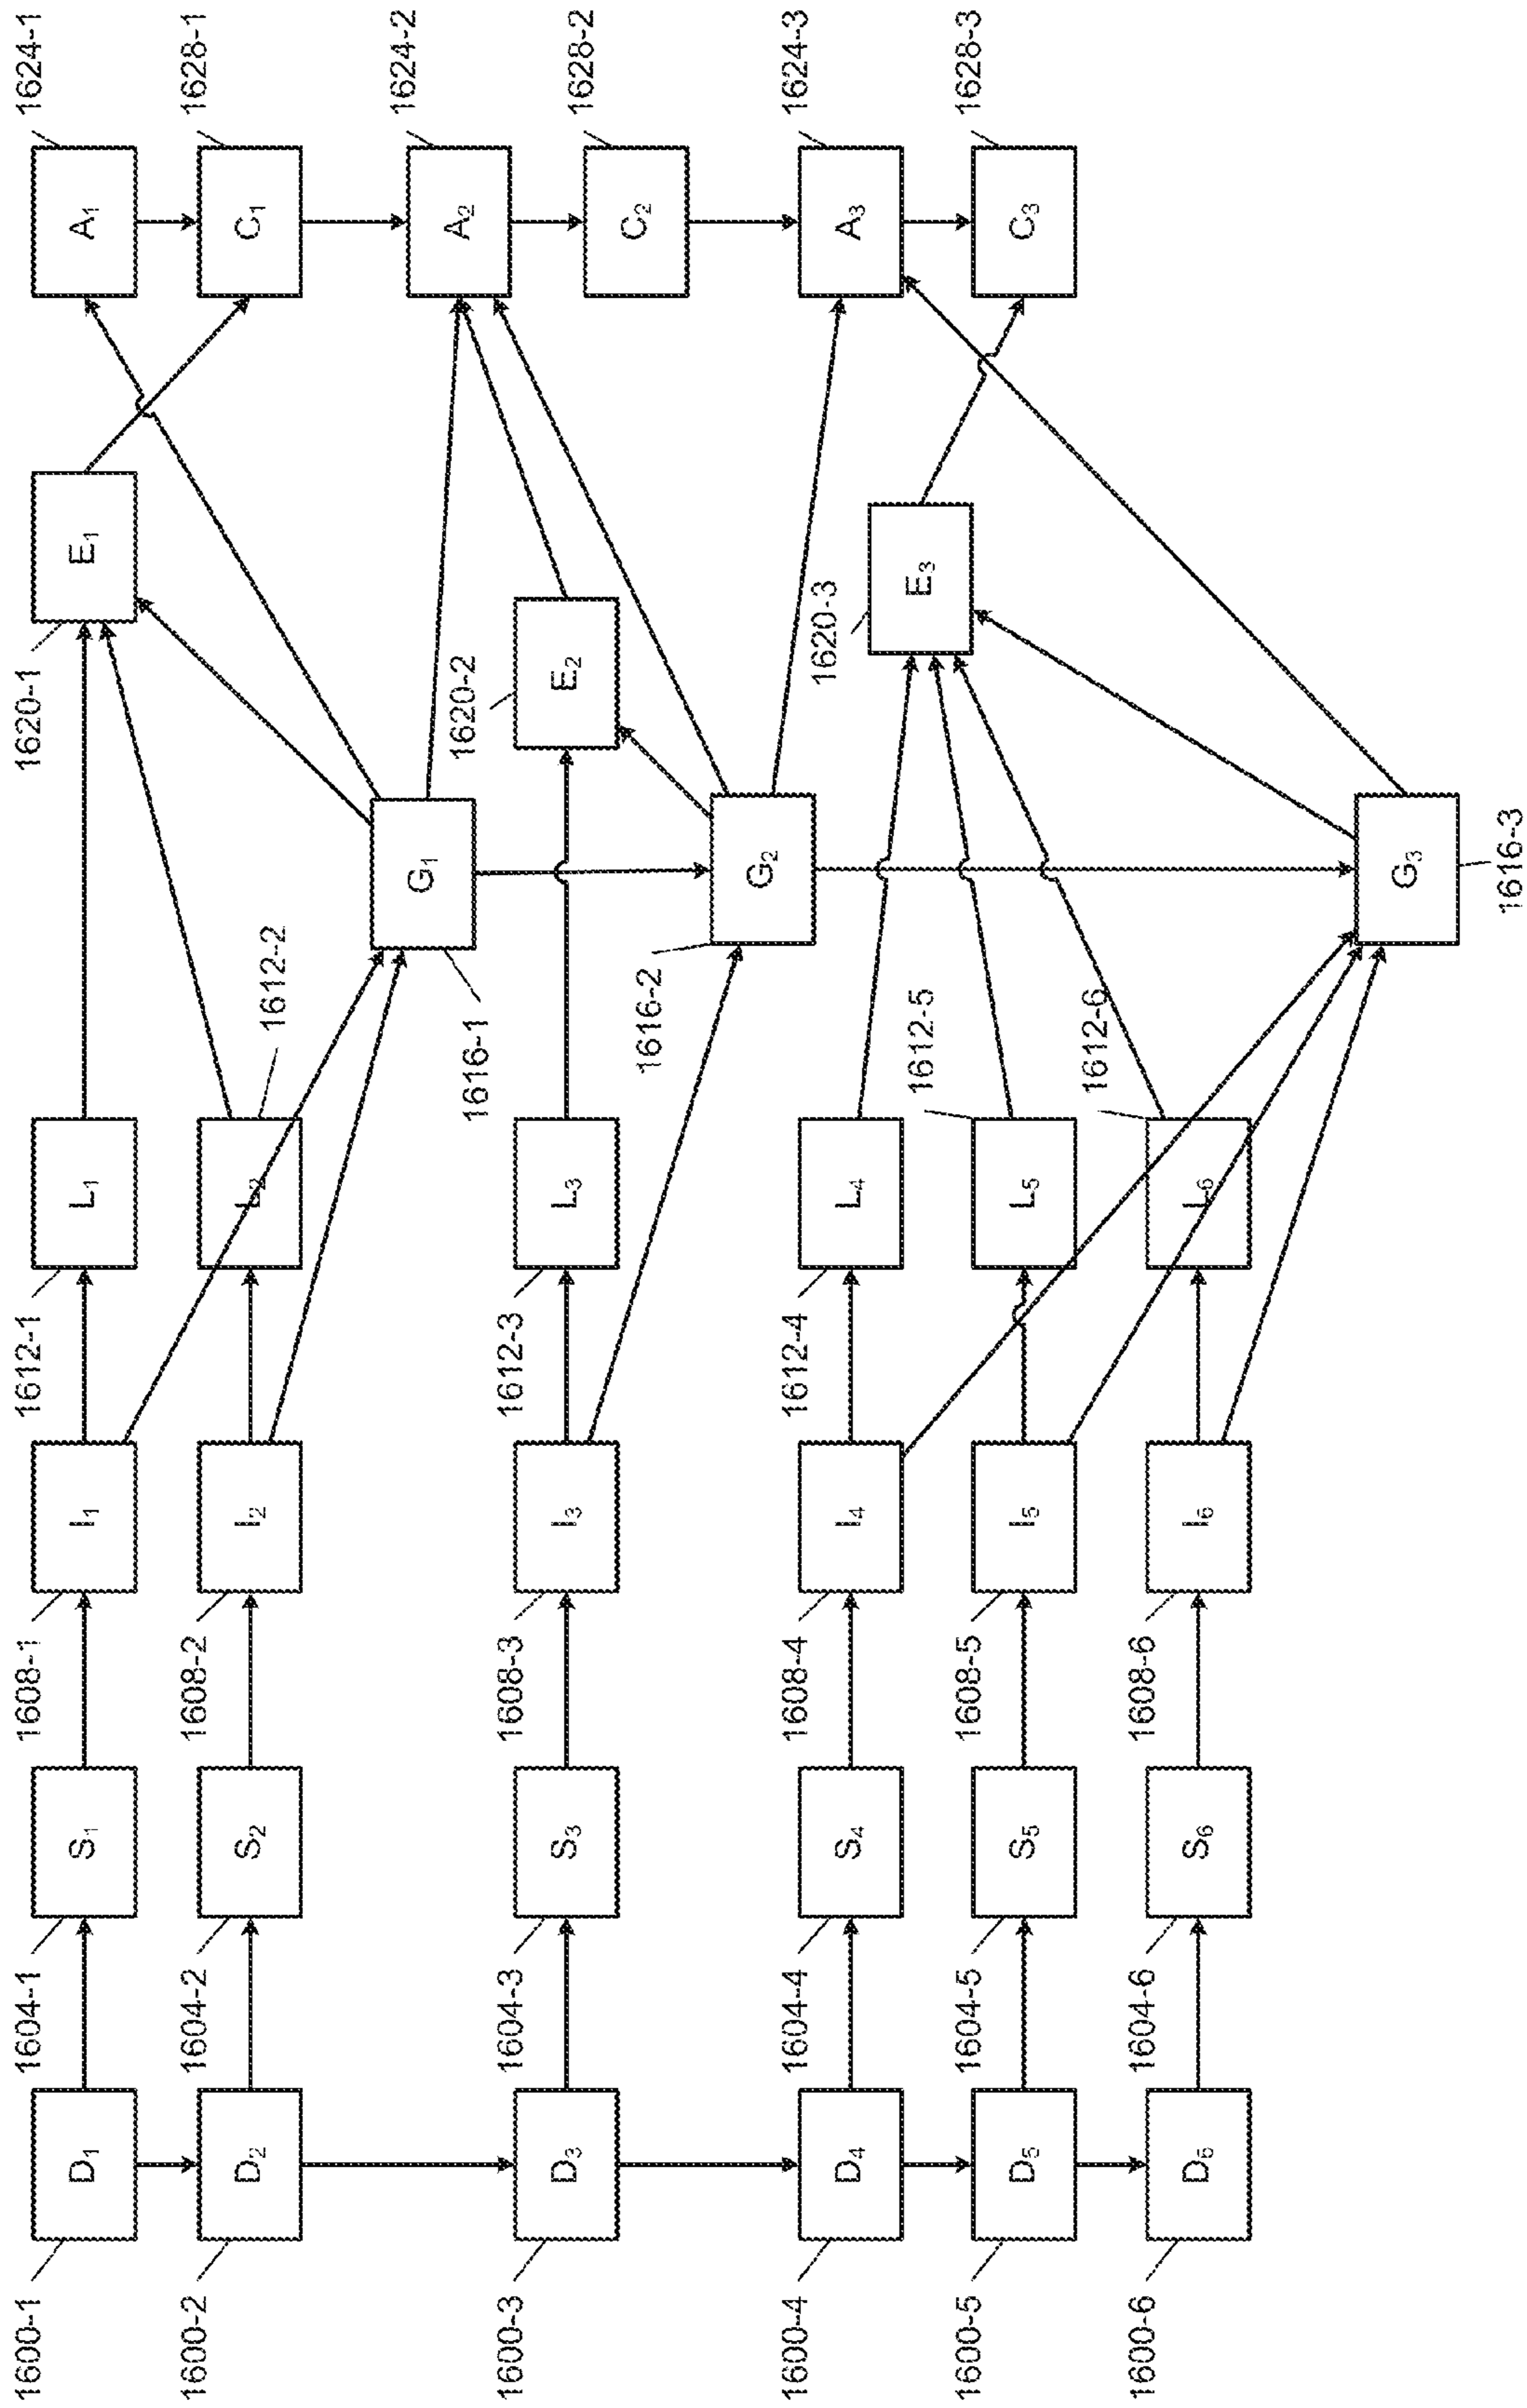 1600-1 1604-1 1608-1 1612-1 1620-1 1624-1
D₁ S₁ I₁ L₁ E₁ A₁
1600-2 1604-2 1608-2 1628-1
D₂ S₂ I₂ L₂ C₁
1612-2
1624-2
G₁ A₂
1616-1 1620-2
1600-3 1604-3 1608-3 1612-3
D₃ S₃ I₃ L₃ E₂ 1628-2
1616-2 C₂
G₂
1600-4 1604-4 1608-4 1612-4 1620-3 1624-3
D₄ S₄ I₄ L₄ A₃
1612-5 E₃
1600-5 1604-5 1608-5 1628-3
D₅ S₅ I₅ L₅ C₃
1612-6
1600-6 1604-6 1608-6
D₆ S₆ I₆ L₆
G₃
1616-3